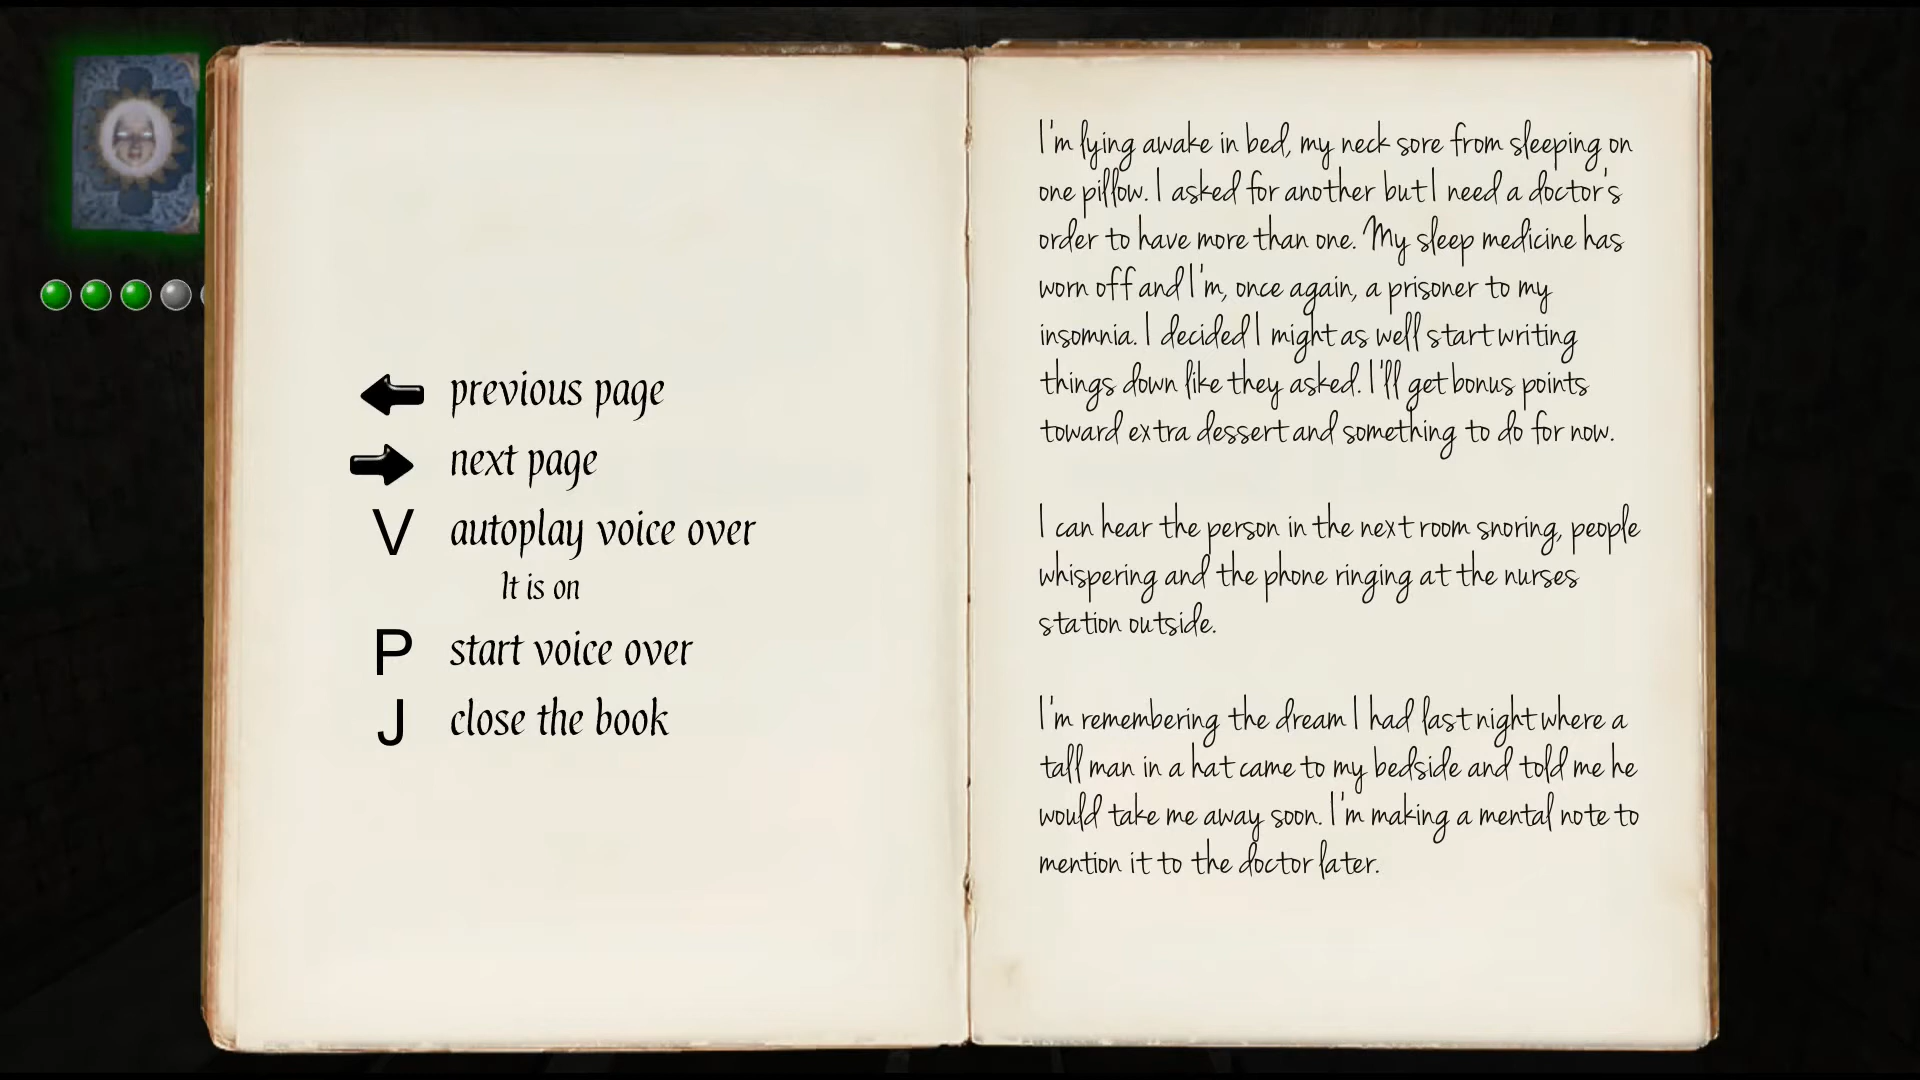 previous page
next page
V autoplay voice over
It is on
P start voice over
J close the book
I'm lying awake in bed, my neck sore from sleeping on
one pillow. I asked for another but I need a doctor's
order to have more than one. My sleep medicine has
worn off and I'm, once again, a prisoner to my
insomnia. I decided I might as well start writing
things down like they asked. I'll get bonus points
toward extra dessert and something to do for now.
I can hear the person in the next room snoring, people
whispering and the phone ringing at the nurses
station outside.
I'm remembering the dream I had last night where a
tall man in a hat came to my bedside and told me he
would take me away soon. I'm making a mental note to
mention it to the doctor later.